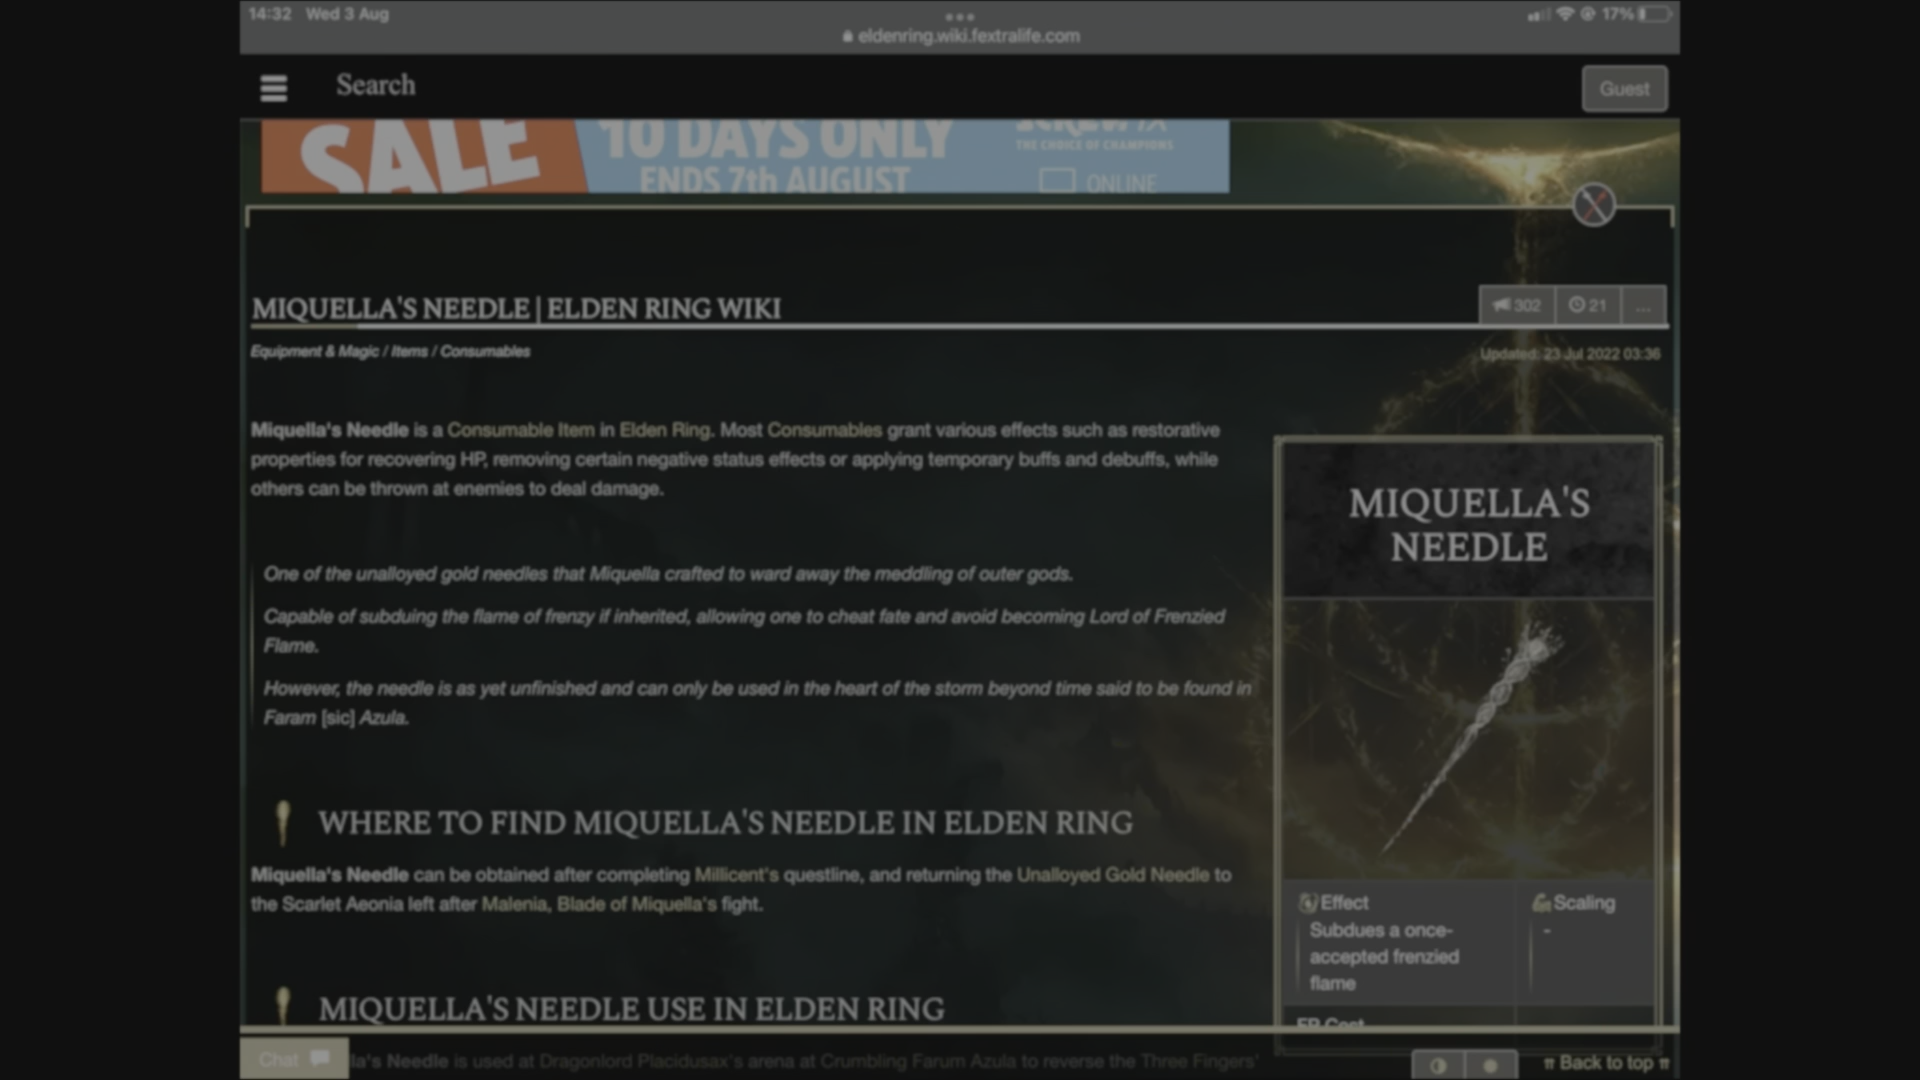 14:32 Wed 3 Aug
17%
eldenring.wiki.fextralife.com
Search
Guest
SALE
10 DAYS ONLY
ENDS 7th AUGUST
THE CHOICE OF CHAMPIONS
ONLINE
MIQUELLA'S NEEDLE | ELDEN RING WIKI
302
21
...
Equipment & Magic / Items / Consumables
Updated: 23 Jul 2022 03:36
Miquella's Needle is a Consumable Item in Elden Ring. Most Consumables grant various effects such as restorative
properties for recovering HP, removing certain negative status effects or applying temporary buffs and debuffs, while
others can be thrown at enemies to deal damage.
One of the unalloyed gold needles that Miquella crafted to ward away the meddling of outer gods.
Capable of subduing the flame of frenzy if inherited, allowing one to cheat fate and avoid becoming Lord of Frenzied
Flame.
However, the needle is as yet unfinished and can only be used in the heart of the storm beyond time said to be found in
Faram [sic] Azula.
MIQUELLA'S
NEEDLE
WHERE TO FIND MIQUELLA'S NEEDLE IN ELDEN RING
Miquella's Needle can be obtained after completing Millicent's questline, and returning the Unalloyed Gold Needle to
the Scarlet Aeonia left after Malenia, Blade of Miquella's fight.
Effect
Subdues a once-
accepted frenzied
flame
Scaling
-
FP Cost
MIQUELLA'S NEEDLE USE IN ELDEN RING
Chat
la's Needle is used at Dragonlord Placidusax's arena at Crumbling Farum Azula to reverse the Three Fingers'
Back to top